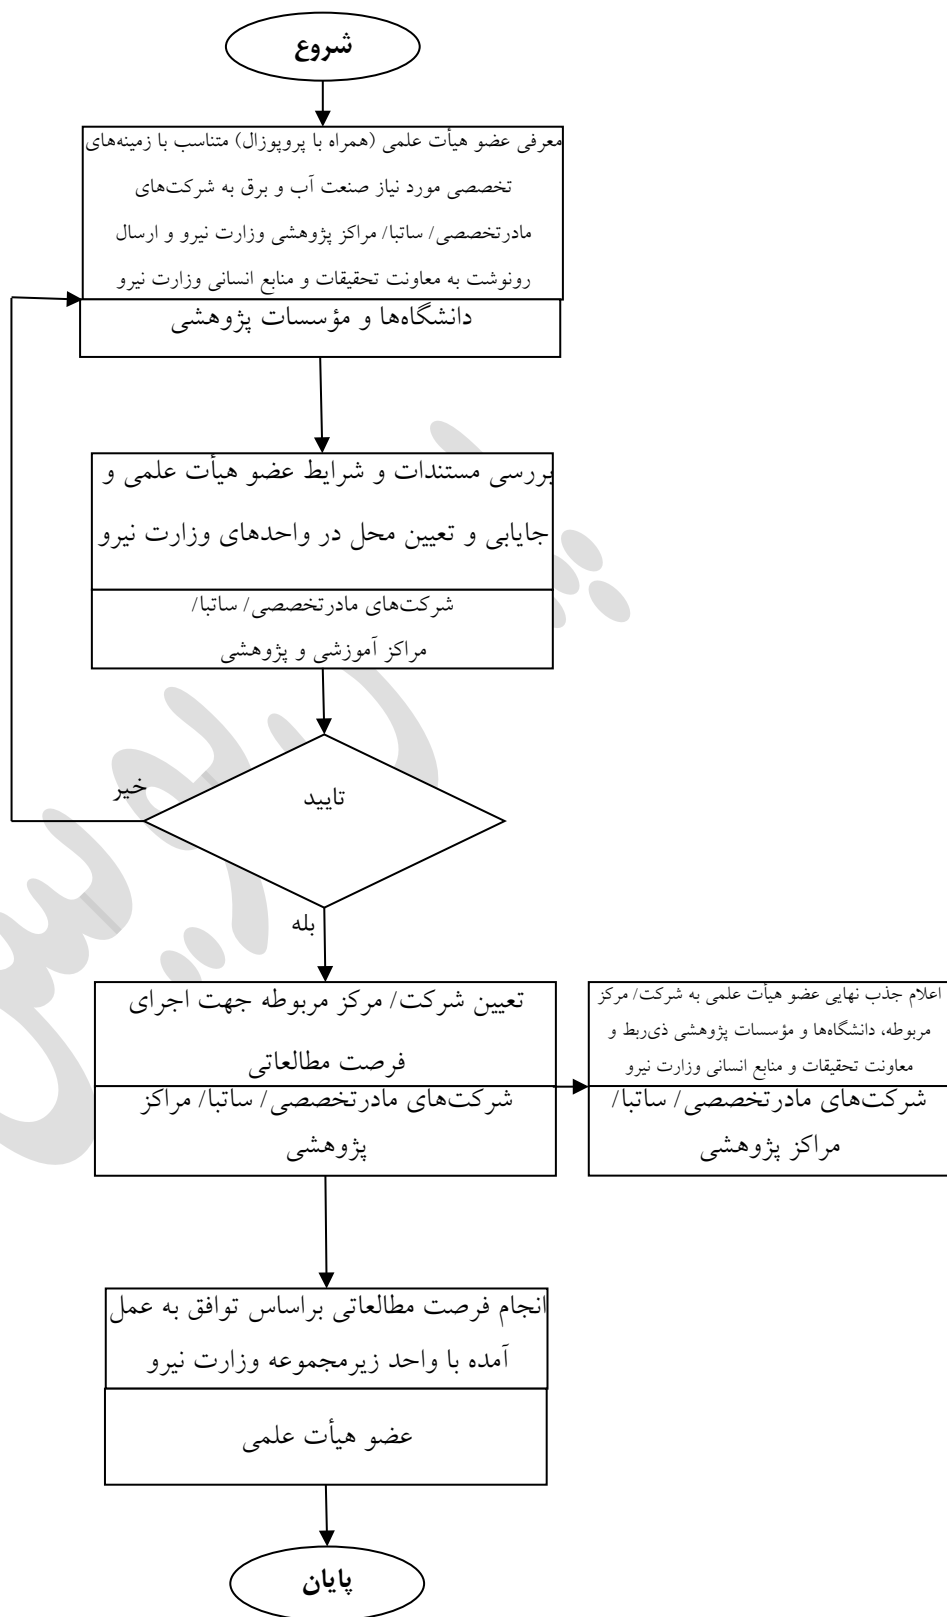 شروع
معرفی عضو هیأت علمی (همراه با پروپوزال) متناسب با زمینه‌های
تخصصی مورد نیاز صنعت آب و برق به شرکت‌های
مادرتخصصی/ ساتبا/ مراکز پژوهشی وزارت نیرو و ارسال
رونوشت به معاونت تحقیقات و منابع انسانی وزارت نیرو
دانشگاه‌ها و مؤسسات پژوهشی
بررسی مستندات و شرایط عضو هیأت علمی و
جایابی و تعیین محل در واحدهای وزارت نیرو
شرکت‌های مادرتخصصی/ ساتبا/
مراکز آموزشی و پژوهشی
تایید
خیر
بله
تعیین شرکت/ مرکز مربوطه جهت اجرای
فرصت مطالعاتی
شرکت‌های مادرتخصصی/ ساتبا/ مراکز
پژوهشی
اعلام جذب نهایی عضو هیأت علمی به شرکت/ مرکز
مربوطه، دانشگاه‌ها و مؤسسات پژوهشی ذی‌ربط و
معاونت تحقیقات و منابع انسانی وزارت نیرو
شرکت‌های مادرتخصصی/ ساتبا/
مراکز پژوهشی
انجام فرصت مطالعاتی براساس توافق به عمل
آمده با واحد زیرمجموعه وزارت نیرو
عضو هیأت علمی
پایان